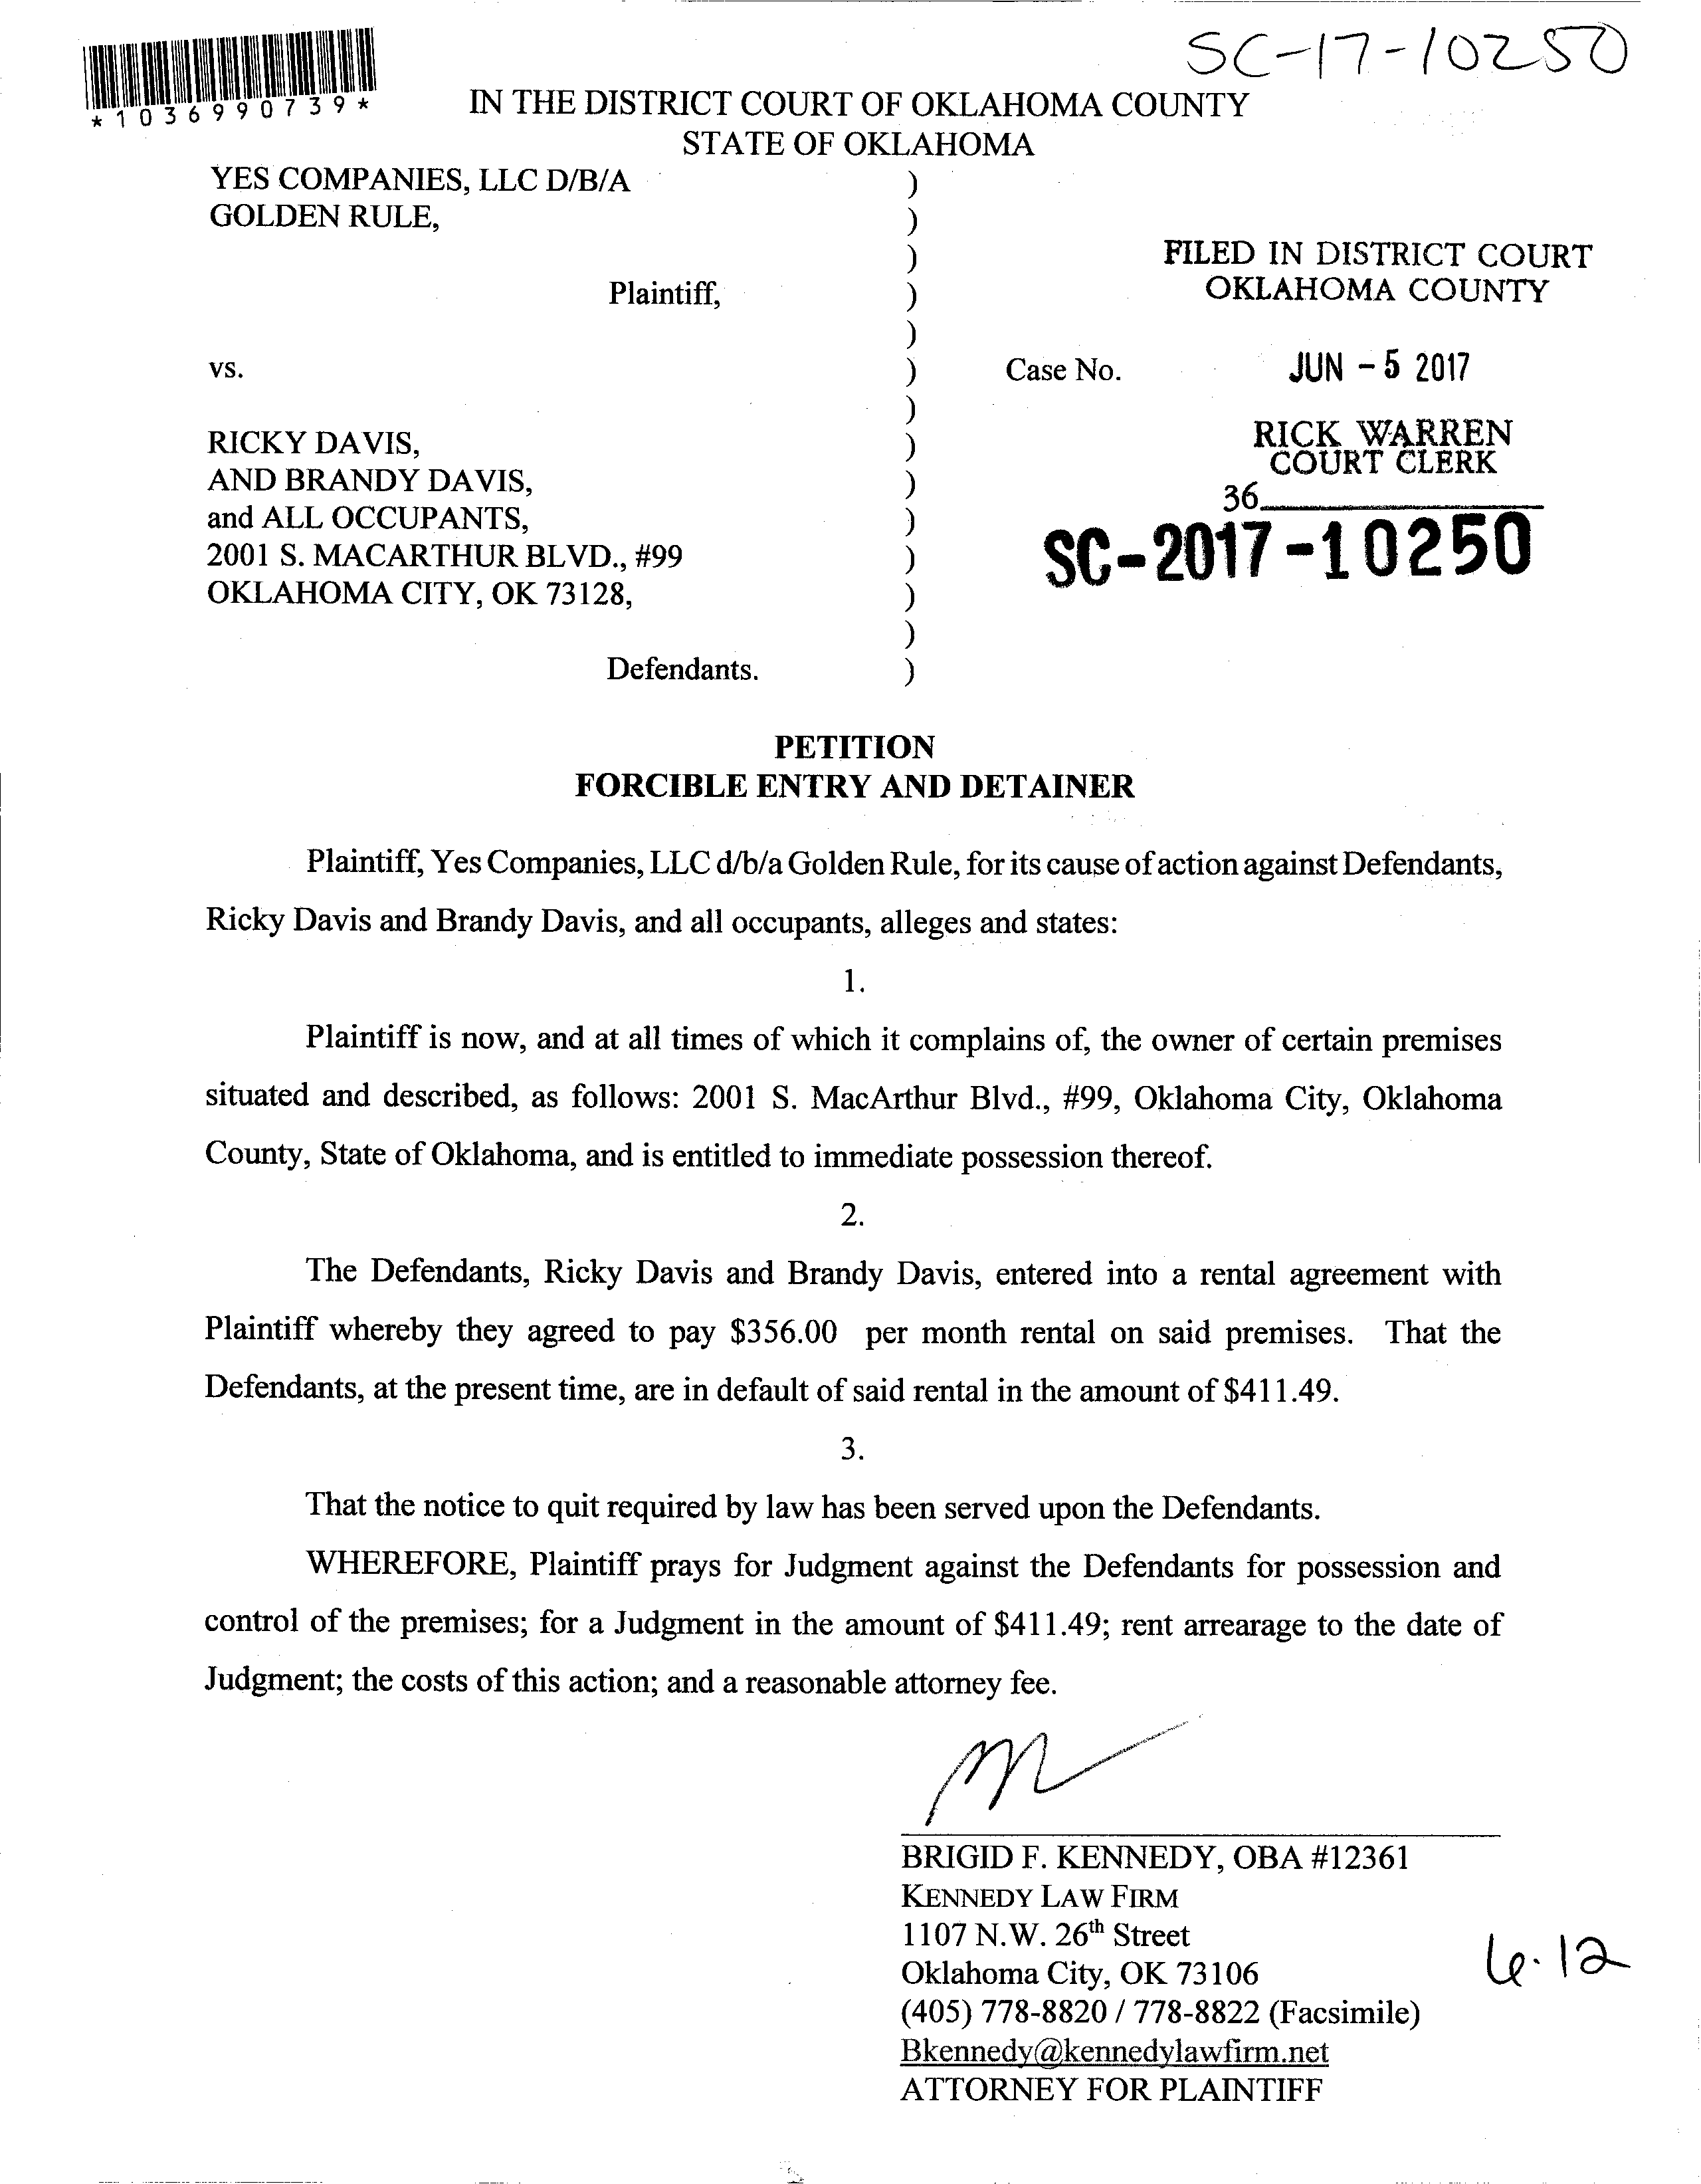 SC-17-10250
*1036990739*
IN THE DISTRICT COURT OF OKLAHOMA COUNTY
STATE OF OKLAHOMA
YES COMPANIES, LLC D/B/A )
GOLDEN RULE, )
)
FILED IN DISTRICT COURT
Plaintiff, ) OKLAHOMA COUNTY
)
vs. ) Case No. JUN - 5 2017
)
RICKY DAVIS, ) RICK WARREN
COURT CLERK
AND BRANDY DAVIS, ) 36
and ALL OCCUPANTS, )
2001 S. MACARTHUR BLVD., #99 ) SC-2017-10250
OKLAHOMA CITY, OK 73128, )
)
Defendants. )
PETITION
FORCIBLE ENTRY AND DETAINER
Plaintiff, Yes Companies, LLC d/b/a Golden Rule, for its cause of action against Defendants,
Ricky Davis and Brandy Davis, and all occupants, alleges and states:
1.
Plaintiff is now, and at all times of which it complains of, the owner of certain premises
situated and described, as follows: 2001 S. MacArthur Blvd., #99, Oklahoma City, Oklahoma
County, State of Oklahoma, and is entitled to immediate possession thereof.
2.
The Defendants, Ricky Davis and Brandy Davis, entered into a rental agreement with
Plaintiff whereby they agreed to pay $356.00 per month rental on said premises. That the
Defendants, at the present time, are in default of said rental in the amount of $411.49.
3.
That the notice to quit required by law has been served upon the Defendants.
WHEREFORE, Plaintiff prays for Judgment against the Defendants for possession and
control of the premises; for a Judgment in the amount of $411.49; rent arrearage to the date of
Judgment; the costs of this action; and a reasonable attorney fee.
BRIGID F. KENNEDY, OBA #12361
KENNEDY LAW FIRM
1107 N.W. 26th Street
Oklahoma City, OK 73106
(405) 778-8820 / 778-8822 (Facsimile)
Bkennedy@kennedylawfirm.net
ATTORNEY FOR PLAINTIFF
6.12